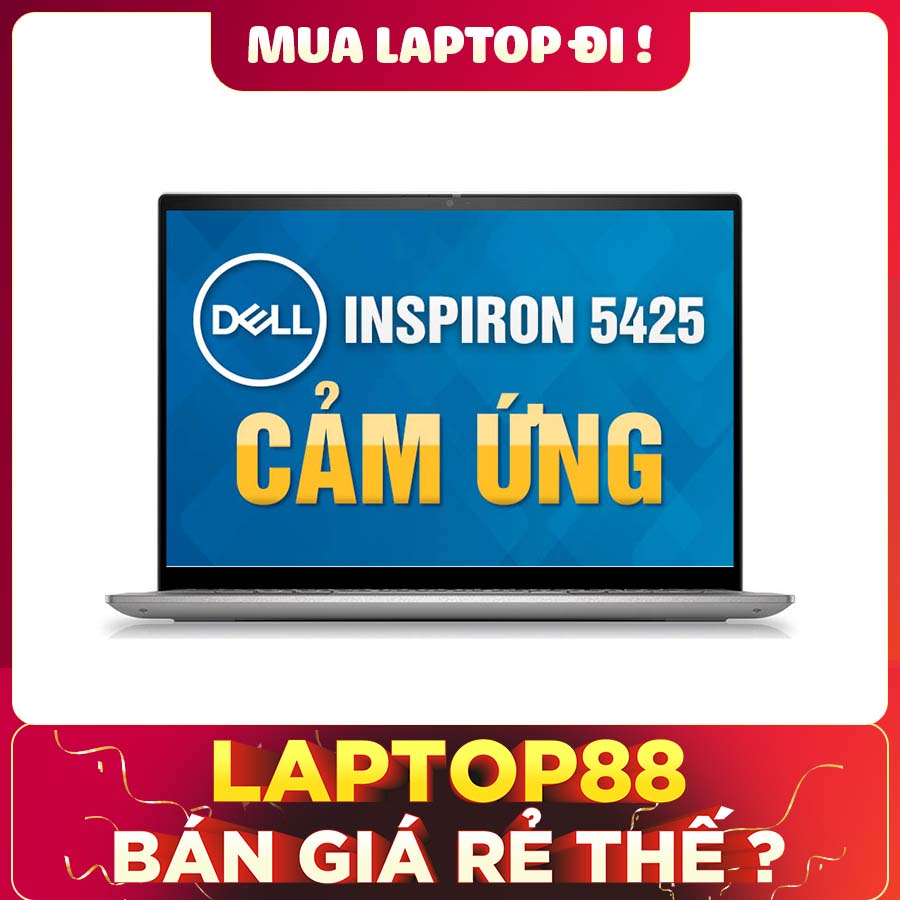 MUA LAPTOP ĐI !
DELL INSPIRON 5425
CẢM ỨNG
LAPTOP88
BÁN GIÁ RẺ THẾ ?